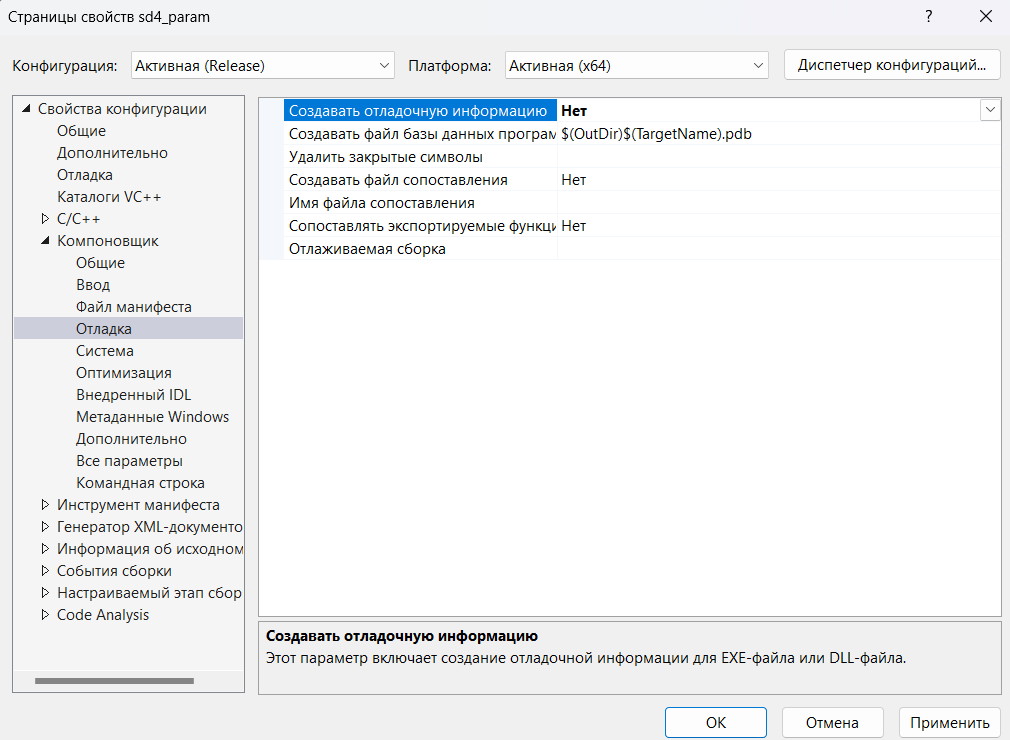 Страницы свойств sd4_param
?
Конфигурация: Активная (Release) Платформа: Активная (x64) Диспетчер конфигураций...
Свойства конфигурации
Общие
Дополнительно
Отладка
Каталоги VC++
C/C++
Компоновщик
Общие
Ввод
Файл манифеста
Отладка
Система
Оптимизация
Внедренный IDL
Метаданные Windows
Дополнительно
Все параметры
Командная строка
Инструмент манифеста
Генератор XML-документо
Информация об исходном
События сборки
Настраиваемый этап сбор
Code Analysis
Создавать отладочную информацию Нет
Создавать файл базы данных програм $(OutDir)$(TargetName).pdb
Удалить закрытые символы
Создавать файл сопоставления Нет
Имя файла сопоставления
Сопоставлять экспортируемые функци Нет
Отлаживаемая сборка
Создавать отладочную информацию
Этот параметр включает создание отладочной информации для EXE-файла или DLL-файла.
ОК Отмена Применить